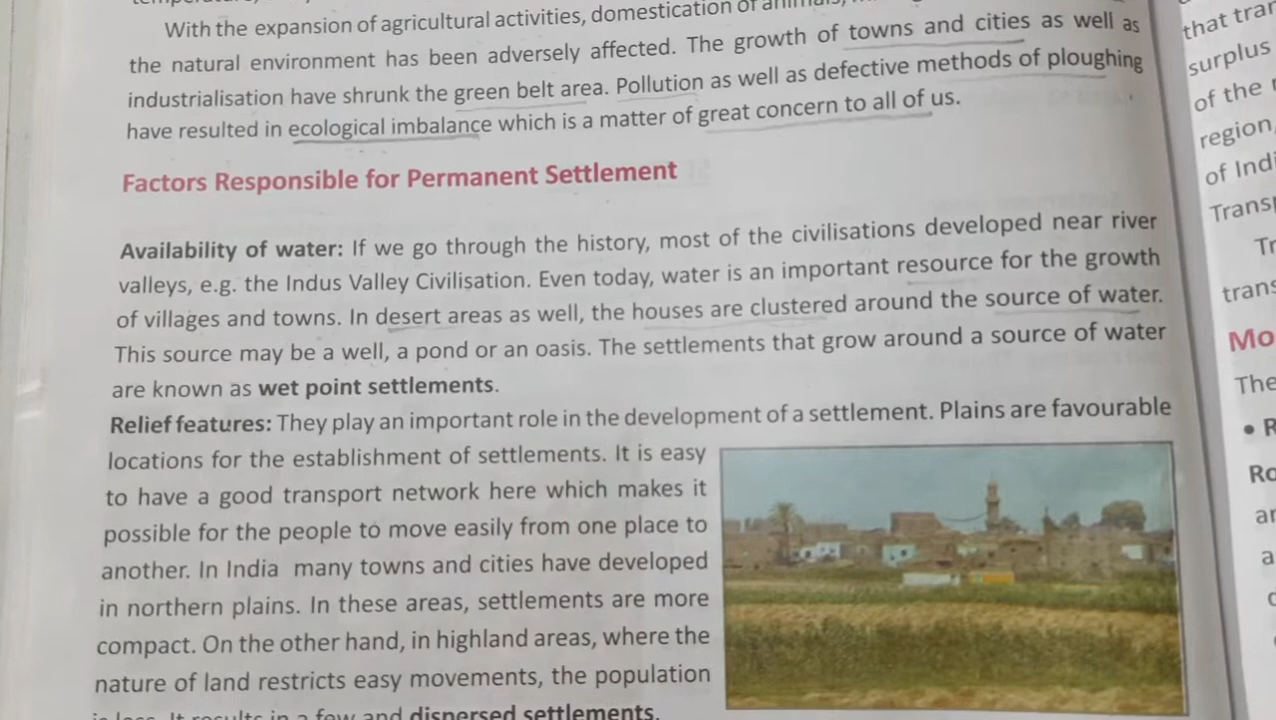 With the expansion of agricultural activities, domestication of
the natural environment has been adversely affected. The growth of towns and cities as well as
industrialisation have shrunk the green belt area. Pollution as well as defective methods of ploughing
have resulted in ecological imbalance which is a matter of great concern to all of us.
Factors Responsible for Permanent Settlement
Availability of water: If we go through the history, most of the civilisations developed near river
valleys, e.g. the Indus Valley Civilisation. Even today, water is an important resource for the growth
of villages and towns. In desert areas as well, the houses are clustered around the source of water.
This source may be a well, a pond or an oasis. The settlements that grow around a source of water
are known as wet point settlements.
Relief features: They play an important role in the development of a settlement. Plains are favourable
locations for the establishment of settlements. It is easy
to have a good transport network here which makes it
possible for the people to move easily from one place to
another. In India many towns and cities have developed
in northern plains. In these areas, settlements are more
compact. On the other hand, in highland areas, where the
nature of land restricts easy movements, the population
is less. It results in a few and dispersed settlements.
that
surplus
of the
region,
of
The